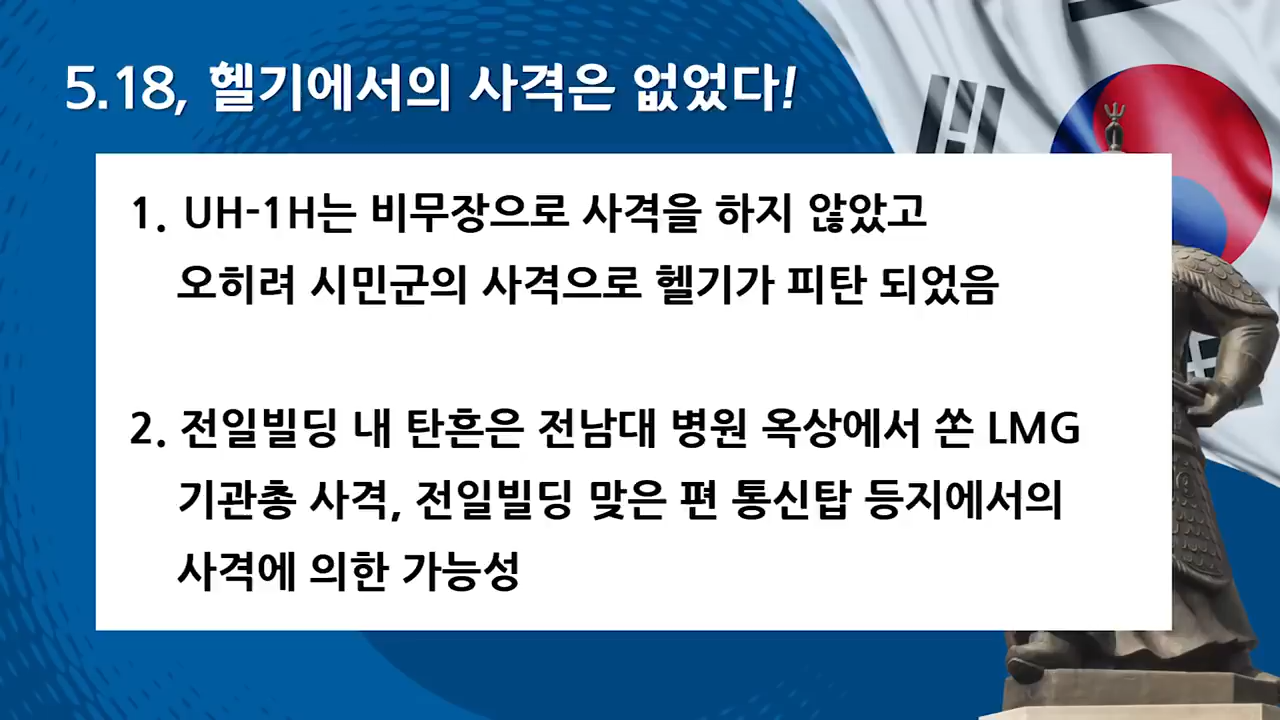 5.18, 헬기에서의 사격은 없었다!
1. UH-1H는 비무장으로 사격을 하지 않았고
오히려 시민군의 사격으로 헬기가 피탄 되었음
2. 전일빌딩 내 탄흔은 전남대 병원 옥상에서 쏜 LMG
기관총 사격, 전일빌딩 맞은 편 통신탑 등지에서의
사격에 의한 가능성